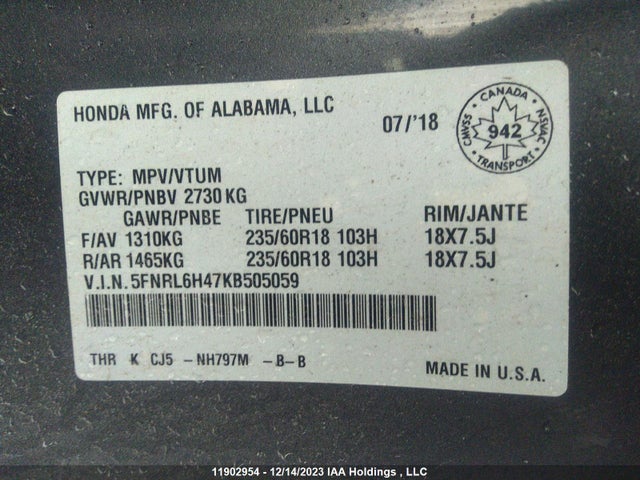 HONDA MFG. OF ALABAMA, LLC
07/'18
CANADA
CMVSS 942 NSVAC
TRANSPORT
TYPE: MPV/VTUM
GVWR/PNBV 2730 KG
GAWR/PNBE TIRE/PNEU RIM/JANTE
F/AV 1310KG 235/60R18 103H 18X7.5J
R/AR 1465KG 235/60R18 103H 18X7.5J
V.I.N. 5FNRL6H47KB505059
THR K CJ5 -NH797M -B-B
MADE IN U.S.A.
11902954 - 12/14/2023 IAA Holdings , LLC